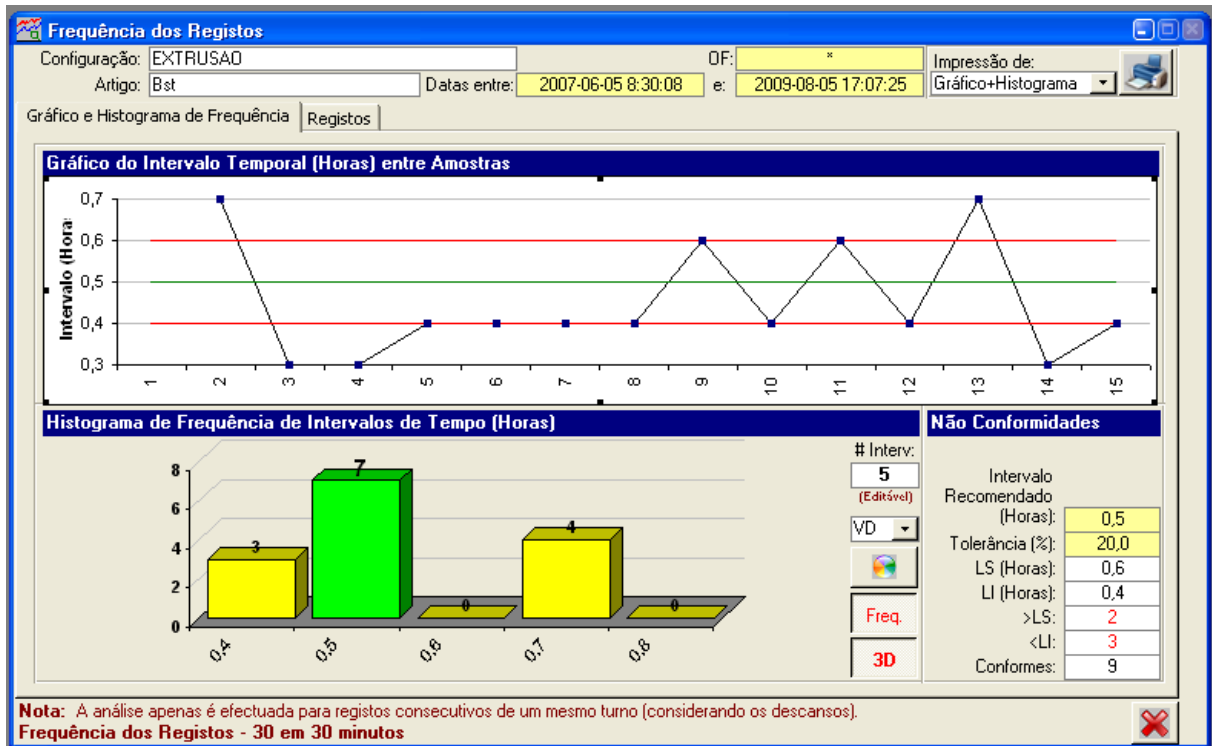 Frequência dos Registos
Configuração: EXTRUSAO OF: *
Artigo: Bst Datas entre: 2007-06-05 8:30:08 e: 2009-08-05 17:07:25
Impressão de:
Gráfico+Histograma
Gráfico e Histograma de Frequência Registos
Gráfico do Intervalo Temporal (Horas) entre Amostras
Intervalo (Hora
0,7
0,6
0,5
0,4
0,3
1 2 3 4 5 6 7 8 9 10 11 12 13 14 15
Histograma de Frequência de Intervalos de Tempo (Horas)
8
6
4
2
0
3 7 0 4 0
0,4 0,5 0,6 0,7 0,8
# Interv:
5
(Editável)
VD
Freq.
3D
Não Conformidades
Intervalo
Recomendado
(Horas): 0,5
Tolerância (%): 20,0
LS (Horas): 0,6
LI (Horas): 0,4
>LS: 2
<LI: 3
Conformes: 9
Nota: A análise apenas é efectuada para registos consecutivos de um mesmo turno (considerando os descansos).
Frequência dos Registos - 30 em 30 minutos